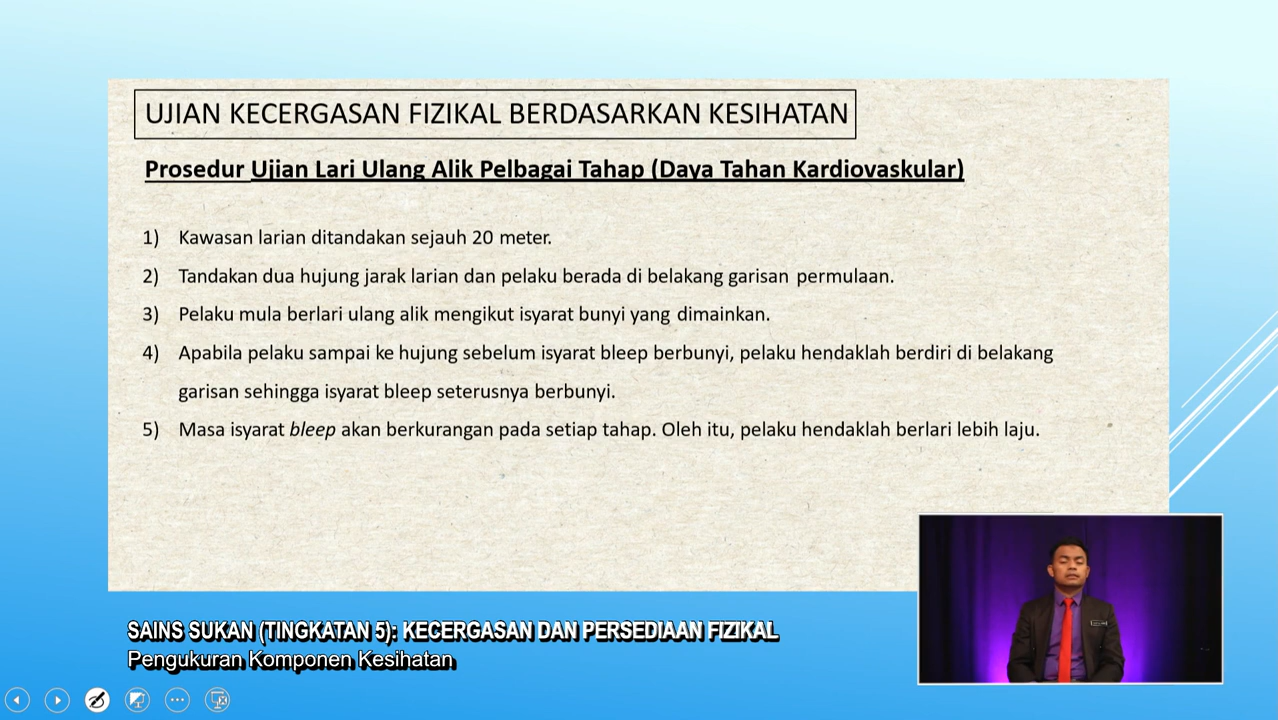 UJIAN KECERGASAN FIZIKAL BERDASARKAN KESIHATAN
Prosedur Ujian Lari Ulang Alik Pelbagai Tahap (Daya Tahan Kardiovaskular)
1) Kawasan larian ditandakan sejauh 20 meter.
2) Tandakan dua hujung jarak larian dan pelaku berada di belakang garisan permulaan.
3) Pelaku mula berlari ulang alik mengikut isyarat bunyi yang dimainkan.
4) Apabila pelaku sampai ke hujung sebelum isyarat bleep berbunyi, pelaku hendaklah berdiri di belakang
garisan sehingga isyarat bleep seterusnya berbunyi.
5) Masa isyarat bleep akan berkurangan pada setiap tahap. Oleh itu, pelaku hendaklah berlari lebih laju.
SAINS SUKAN (TINGKATAN 5): KECERGASAN DAN PERSEDIAAN FIZIKAL
Pengukuran Komponen Kesihatan